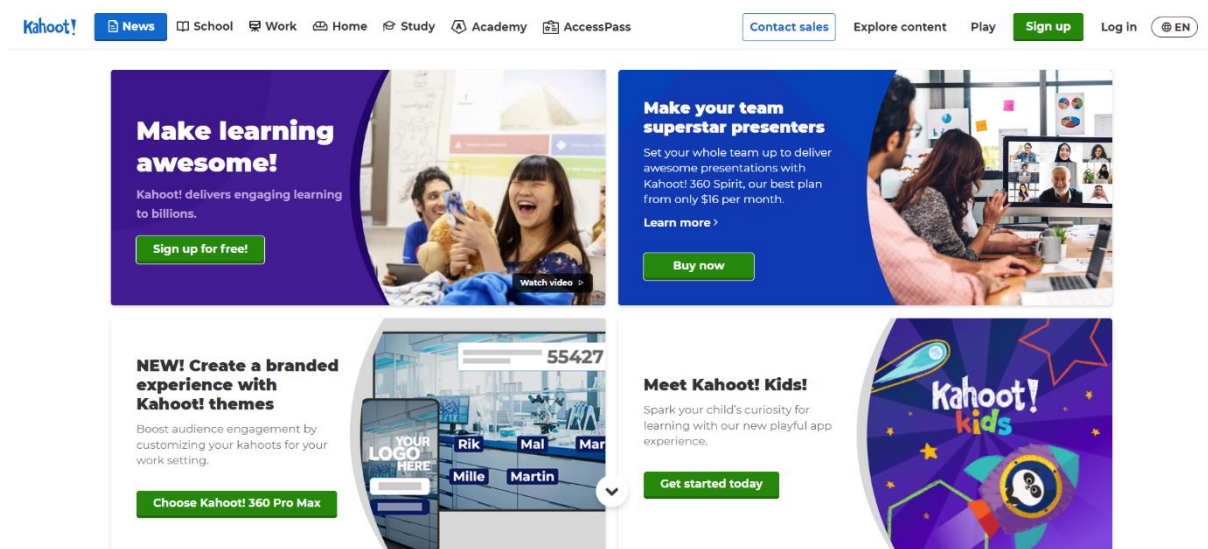 Kahoot!
News
School
Work
Home
Study
Academy
AccessPass
Contact sales
Explore content
Play
Sign up
Log in
EN
Make learning
awesome!
Kahoot! delivers engaging learning
to billions.
Sign up for free!
Watch video
Make your team
superstar presenters
Set your whole team up to deliver
awesome presentations with
Kahoot! 360 Spirit, our best plan
from only $16 per month.
Learn more >
Buy now
NEW! Create a branded
experience with
Kahoot! themes
Boost audience engagement by
customizing your kahoots for your
work setting.
Choose Kahoot! 360 Pro Max
55427
YOUR
LOGO
HERE
Rik
Mal
Mar
Mille
Martin
Meet Kahoot! Kids!
Spark your child's curiosity for
learning with our new playful app
experience.
Get started today
Kahoot!
kids